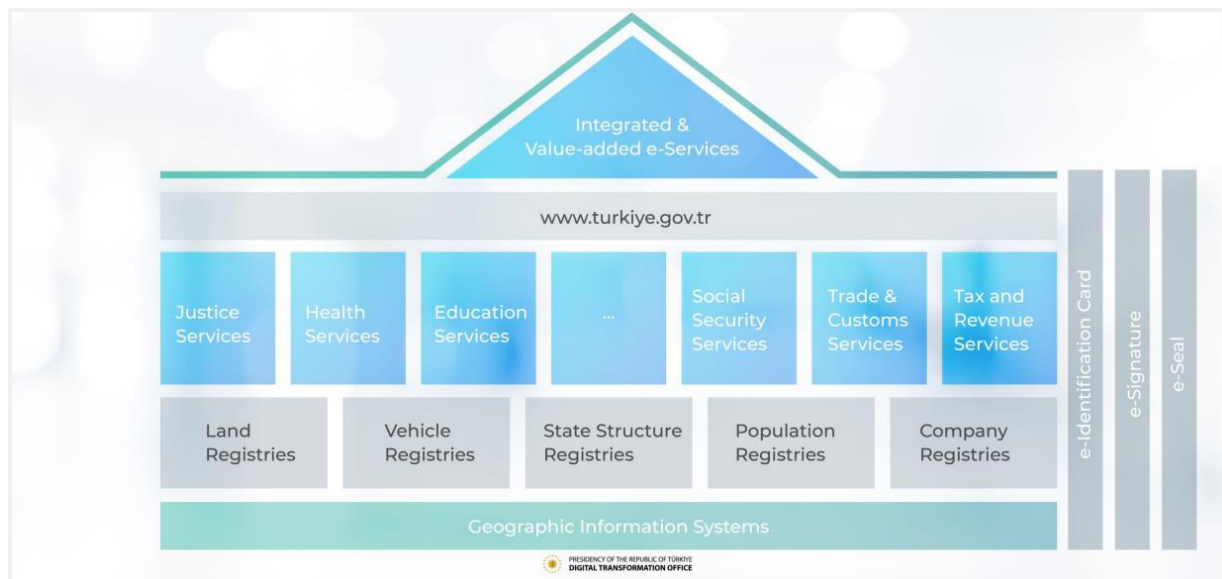 Integrated &
Value-added e-Services
www.turkiye.gov.tr
Justice
Services
Health
Services
Education
Services
...
Social
Security
Services
Trade &
Customs
Services
Tax and
Revenue
Services
Land
Registries
Vehicle
Registries
State Structure
Registries
Population
Registries
Company
Registries
Geographic Information Systems
e-Identification Card
e-Signature
e-Seal
PRESIDENCY OF THE REPUBLIC OF TÜRKİYE
DIGITAL TRANSFORMATION OFFICE